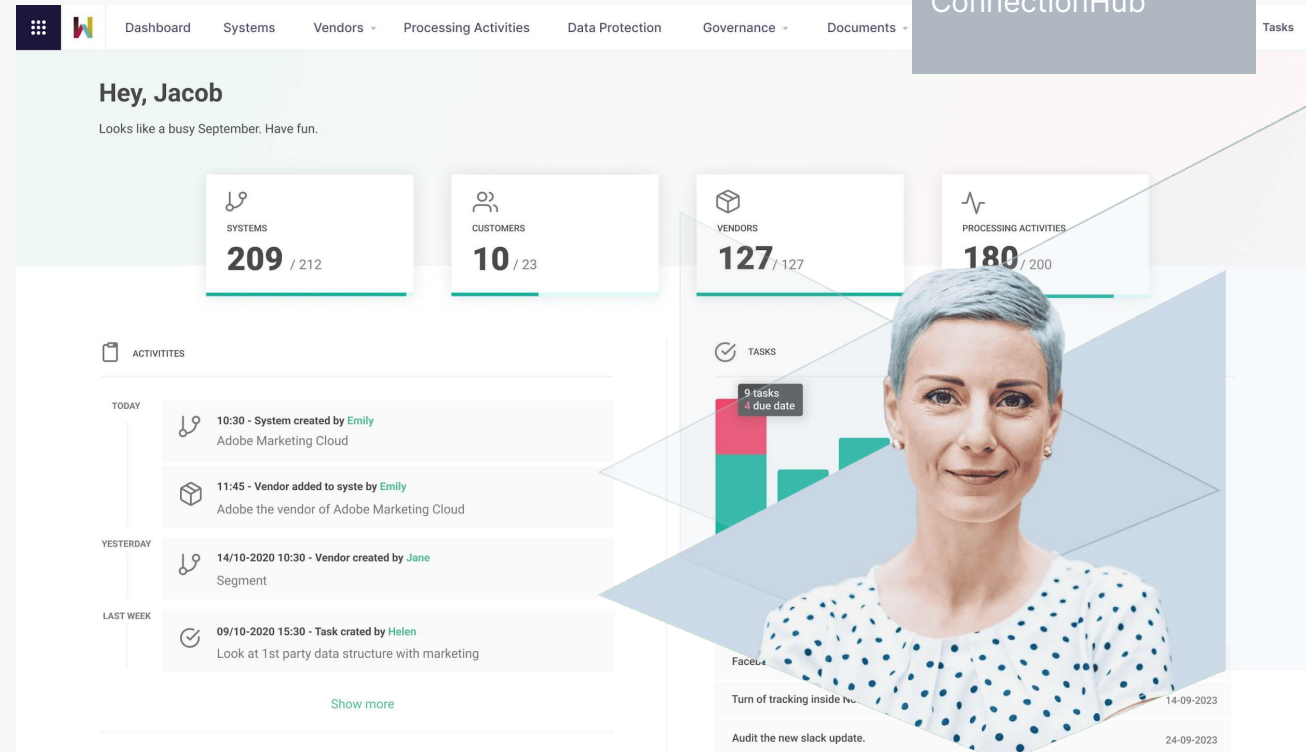 ConnectionHub
Dashboard Systems Vendors Processing Activities Data Protection Governance Documents Tasks
Hey, Jacob
Looks like a busy September. Have fun.
SYSTEMS
209 / 212
CUSTOMERS
10 / 23
VENDORS
127 / 127
PROCESSING ACTIVITIES
180 / 200
ACTIVITITES
TODAY
10:30 - System created by Emily
Adobe Marketing Cloud
11:45 - Vendor added to syste by Emily
Adobe the vendor of Adobe Marketing Cloud
YESTERDAY
14/10-2020 10:30 - Vendor created by Jane
Segment
LAST WEEK
09/10-2020 15:30 - Task crated by Helen
Look at 1st party data structure with marketing
Show more
TASKS
9 tasks
4 due date
Turn of tracking inside
14-09-2023
Audit the new slack update.
24-09-2023